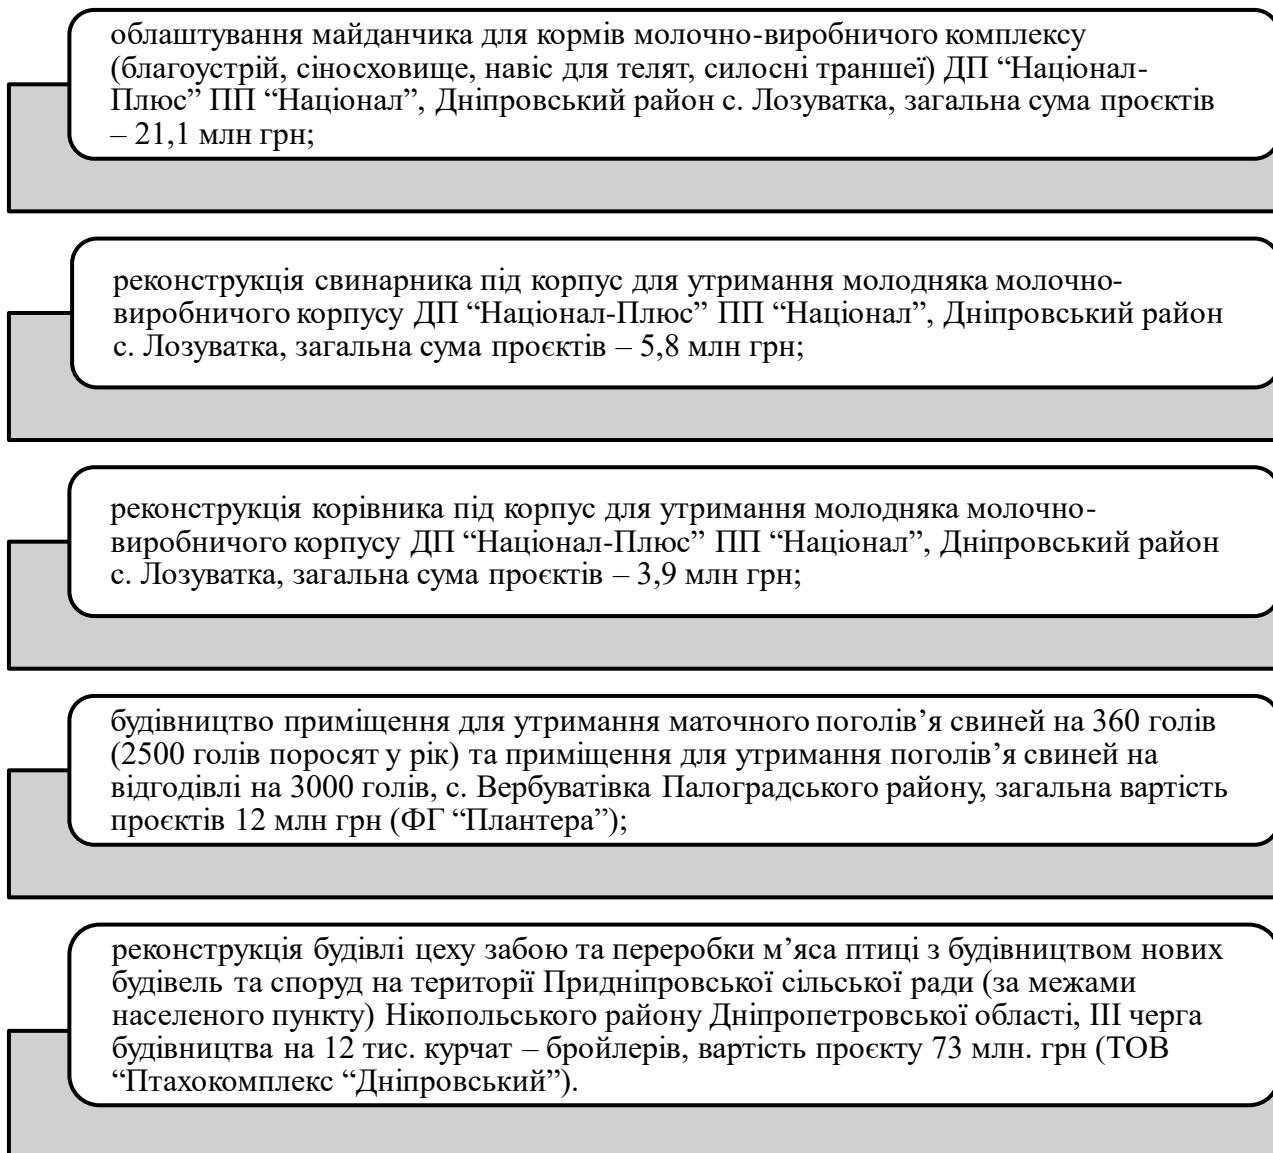 облаштування майданчика для кормів молочно-виробничого комплексу
(благоустрій, сіносховище, навіс для телят, силосні траншеї) ДП “Націонал-
Плюс” ПП “Націонал”, Дніпровський район с. Лозуватка, загальна сума проєктів
– 21,1 млн грн;
реконструкція свинарника під корпус для утримання молодняка молочно-
виробничого корпусу ДП “Націонал-Плюс” ПП “Націонал”, Дніпровський район
с. Лозуватка, загальна сума проєктів – 5,8 млн грн;
реконструкція корівника під корпус для утримання молодняка молочно-
виробничого корпусу ДП “Націонал-Плюс” ПП “Націонал”, Дніпровський район
с. Лозуватка, загальна сума проєктів – 3,9 млн грн;
будівництво приміщення для утримання маточного поголів’я свиней на 360 голів
(2500 голів поросят у рік) та приміщення для утримання поголів’я свиней на
відгодівлі на 3000 голів, с. Вербуватівка Палоградського району, загальна вартість
проєктів 12 млн грн (ФГ “Плантера”);
реконструкція будівлі цеху забою та переробки м’яса птиці з будівництвом нових
будівель та споруд на території Придніпровської сільської ради (за межами
населеного пункту) Нікопольського району Дніпропетровської області, ІІІ черга
будівництва на 12 тис. курчат – бройлерів, вартість проєкту 73 млн. грн (ТОВ
“Птахокомплекс “Дніпровський”).